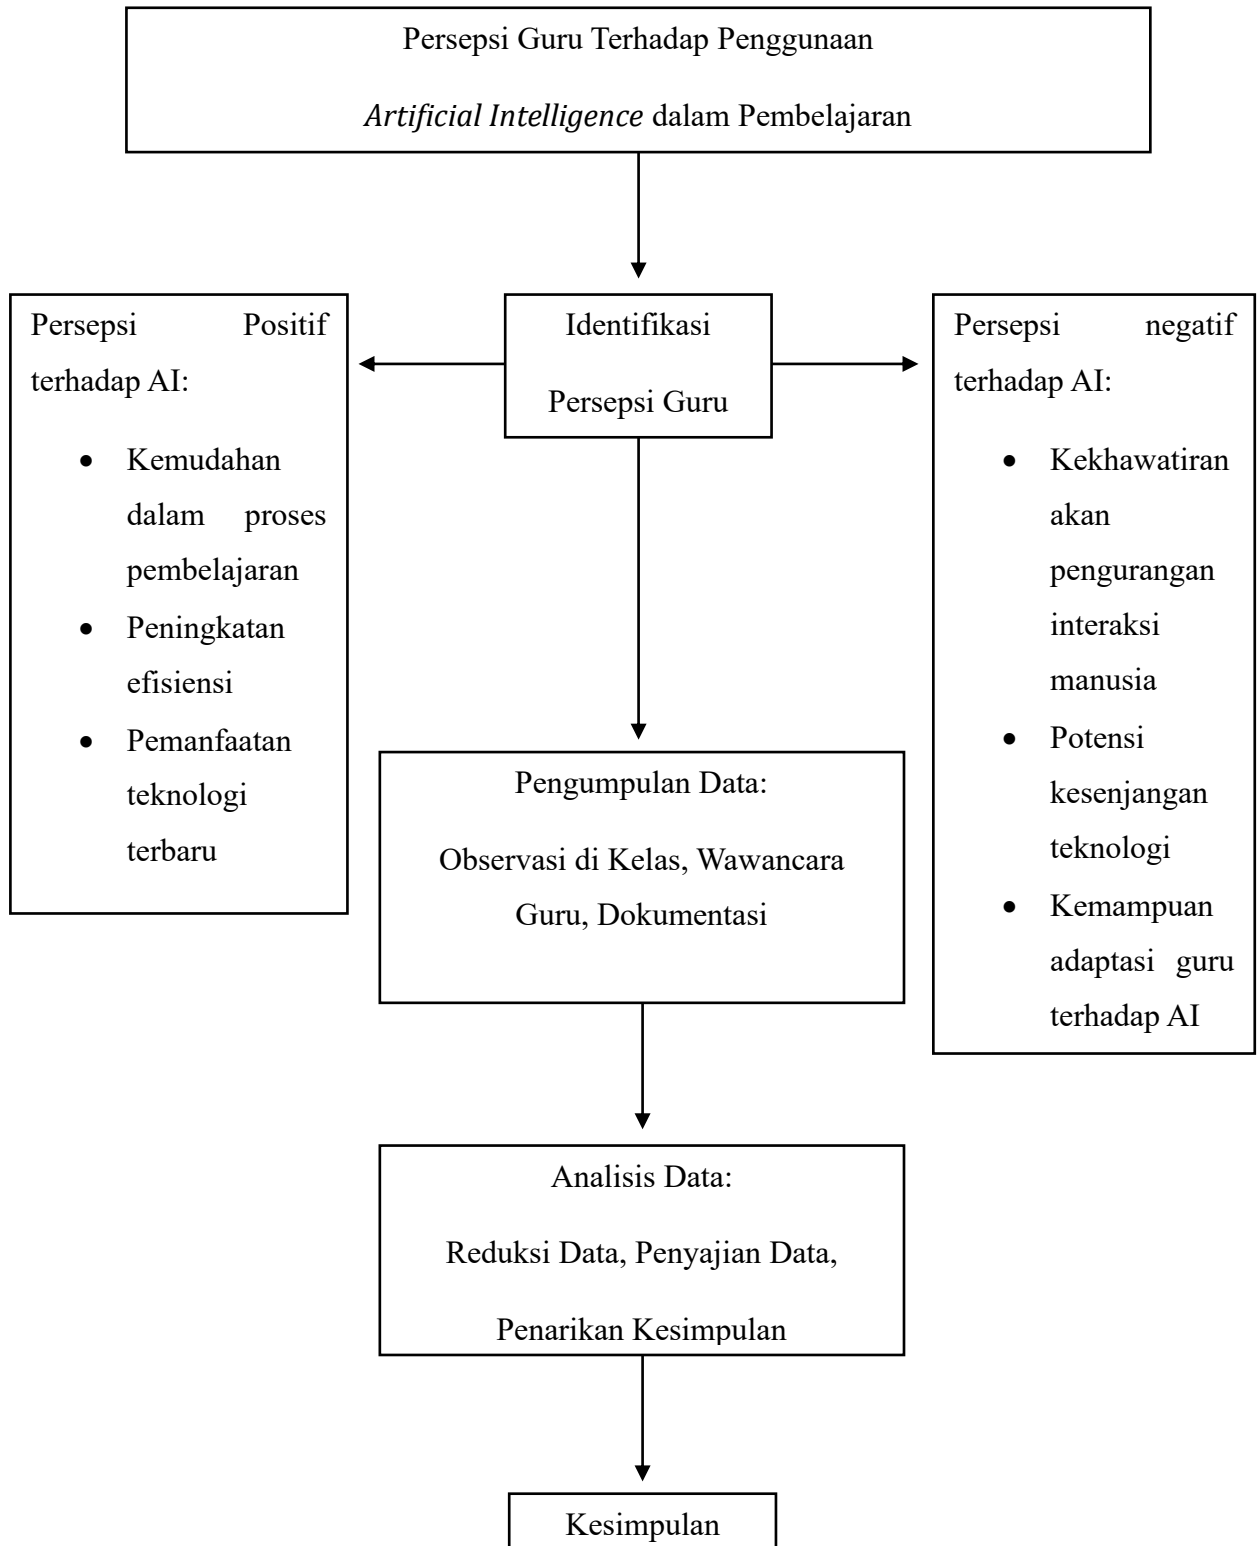 Persepsi Guru Terhadap Penggunaan
Artificial Intelligence dalam Pembelajaran
Identifikasi
Persepsi Guru
Persepsi Positif
terhadap AI:
• Kemudahan
dalam proses
pembelajaran
• Peningkatan
efisiensi
• Pemanfaatan
teknologi
terbaru
Persepsi negatif
terhadap AI:
• Kekhawatiran
akan
pengurangan
interaksi
manusia
• Potensi
kesenjangan
teknologi
• Kemampuan
adaptasi guru
terhadap AI
Pengumpulan Data:
Observasi di Kelas, Wawancara
Guru, Dokumentasi
Analisis Data:
Reduksi Data, Penyajian Data,
Penarikan Kesimpulan
Kesimpulan